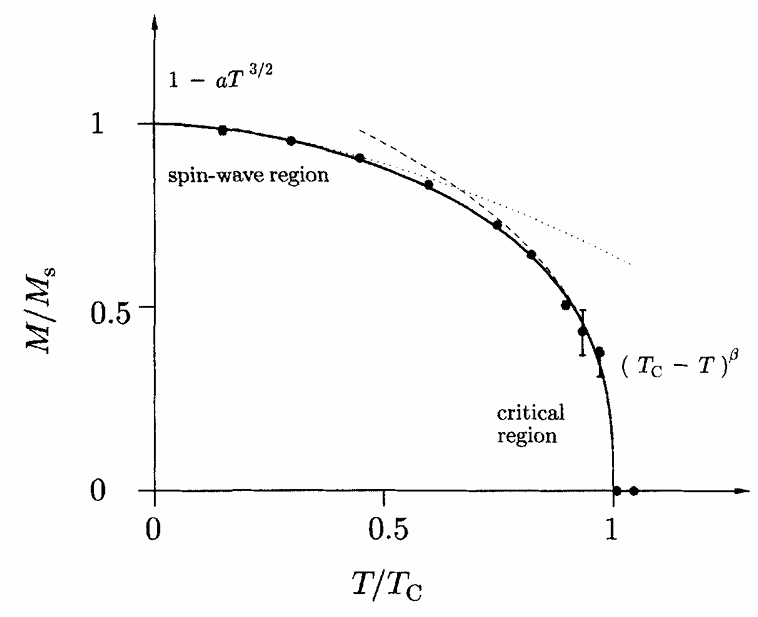 1 − aT^{3/2}
1
spin-wave region
M/M_s
0.5
(T_C − T)^β
critical
region
0
0
0.5
1
T/T_C